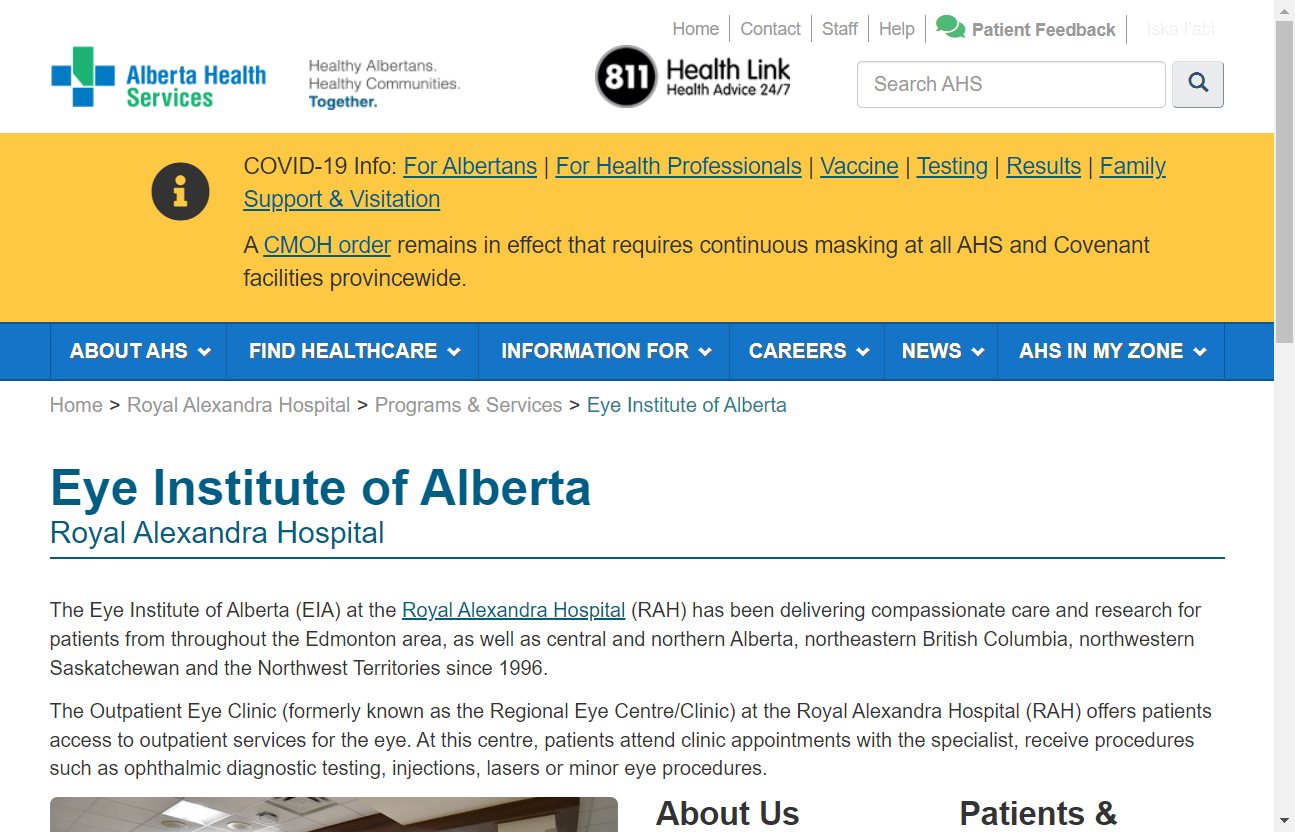 Home Contact Staff Help Patient Feedback Iska I'abi
Alberta Health
Services
Healthy Albertans.
Healthy Communities.
Together.
811 Health Link
Health Advice 24/7
Search AHS
COVID-19 Info: For Albertans | For Health Professionals | Vaccine | Testing | Results | Family
Support & Visitation
A CMOH order remains in effect that requires continuous masking at all AHS and Covenant
facilities provincewide.
ABOUT AHS FIND HEALTHCARE INFORMATION FOR CAREERS NEWS AHS IN MY ZONE
Home > Royal Alexandra Hospital > Programs & Services > Eye Institute of Alberta
Eye Institute of Alberta
Royal Alexandra Hospital
The Eye Institute of Alberta (EIA) at the Royal Alexandra Hospital (RAH) has been delivering compassionate care and research for
patients from throughout the Edmonton area, as well as central and northern Alberta, northeastern British Columbia, northwestern
Saskatchewan and the Northwest Territories since 1996.
The Outpatient Eye Clinic (formerly known as the Regional Eye Centre/Clinic) at the Royal Alexandra Hospital (RAH) offers patients
access to outpatient services for the eye. At this centre, patients attend clinic appointments with the specialist, receive procedures
such as ophthalmic diagnostic testing, injections, lasers or minor eye procedures.
About Us
Patients &